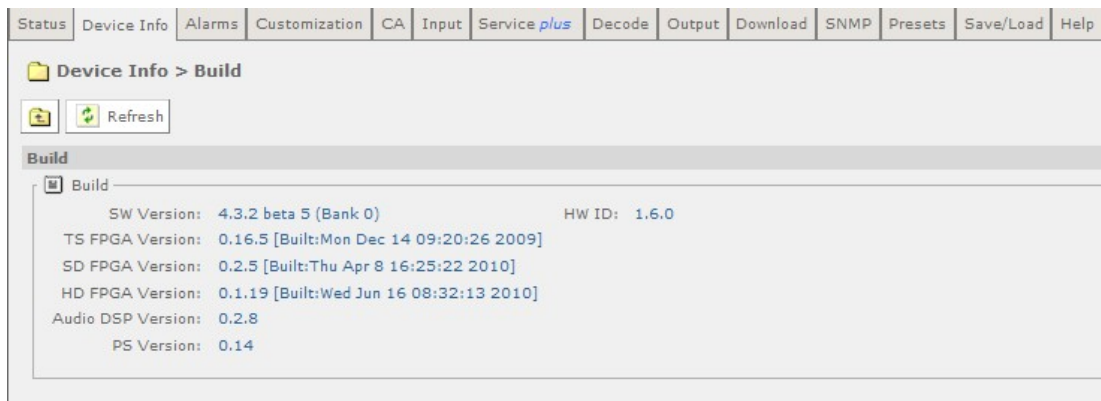 Status Device Info Alarms Customization CA Input Service plus Decode Output Download SNMP Presets Save/Load Help
Device Info > Build
Refresh
Build
Build
SW Version: 4.3.2 beta 5 (Bank 0) HW ID: 1.6.0
TS FPGA Version: 0.16.5 [Built:Mon Dec 14 09:20:26 2009]
SD FPGA Version: 0.2.5 [Built:Thu Apr 8 16:25:22 2010]
HD FPGA Version: 0.1.19 [Built:Wed Jun 16 08:32:13 2010]
Audio DSP Version: 0.2.8
PS Version: 0.14